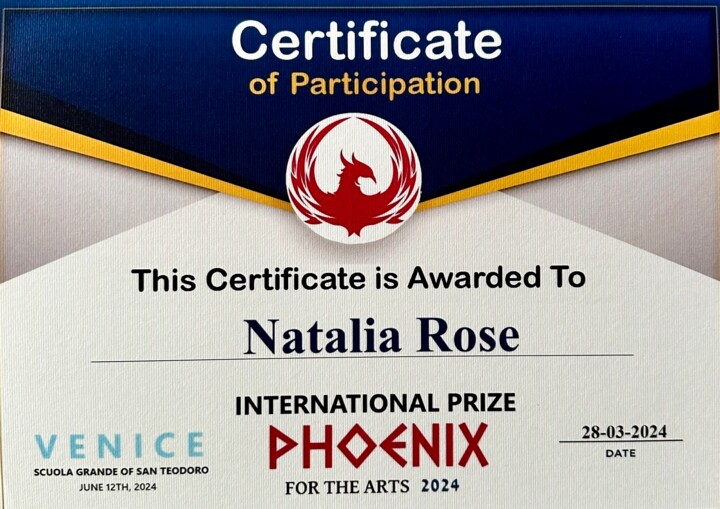 Certificate
of Participation
This Certificate is Awarded To
Natalia Rose
INTERNATIONAL PRIZE
PHOENIX
FOR THE ARTS 2024
VENICE
SCUOLA GRANDE OF SAN TEODORO
JUNE 12TH, 2024
28-03-2024
DATE